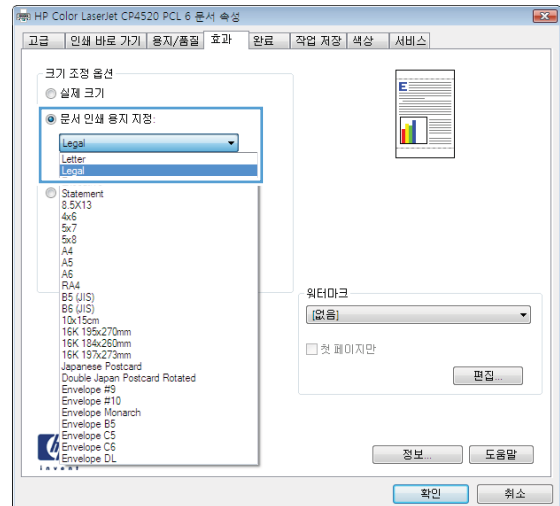 HP Color LaserJet CP4520 PCL 6 문서 속성
고급 인쇄 바로 가기 용지/품질 효과 완료 작업 저장 색상 서비스
크기 조정 옵션
실제 크기
문서 인쇄 용지 지정:
Legal
Letter
Legal
Statement
8.5X13
4x6
5x7
5x8
A4
A5
A6
RA4
B5 (JIS)
B6 (JIS)
10x15cm
16K 195x270mm
16K 184x260mm
16K 197x273mm
Japanese Postcard
Double Japan Postcard Rotated
Envelope #9
Envelope #10
Envelope Monarch
Envelope B5
Envelope C5
Envelope C6
Envelope DL
E
워터마크
[없음]
첫 페이지만
편집...
invent
정보... 도움말
확인 취소